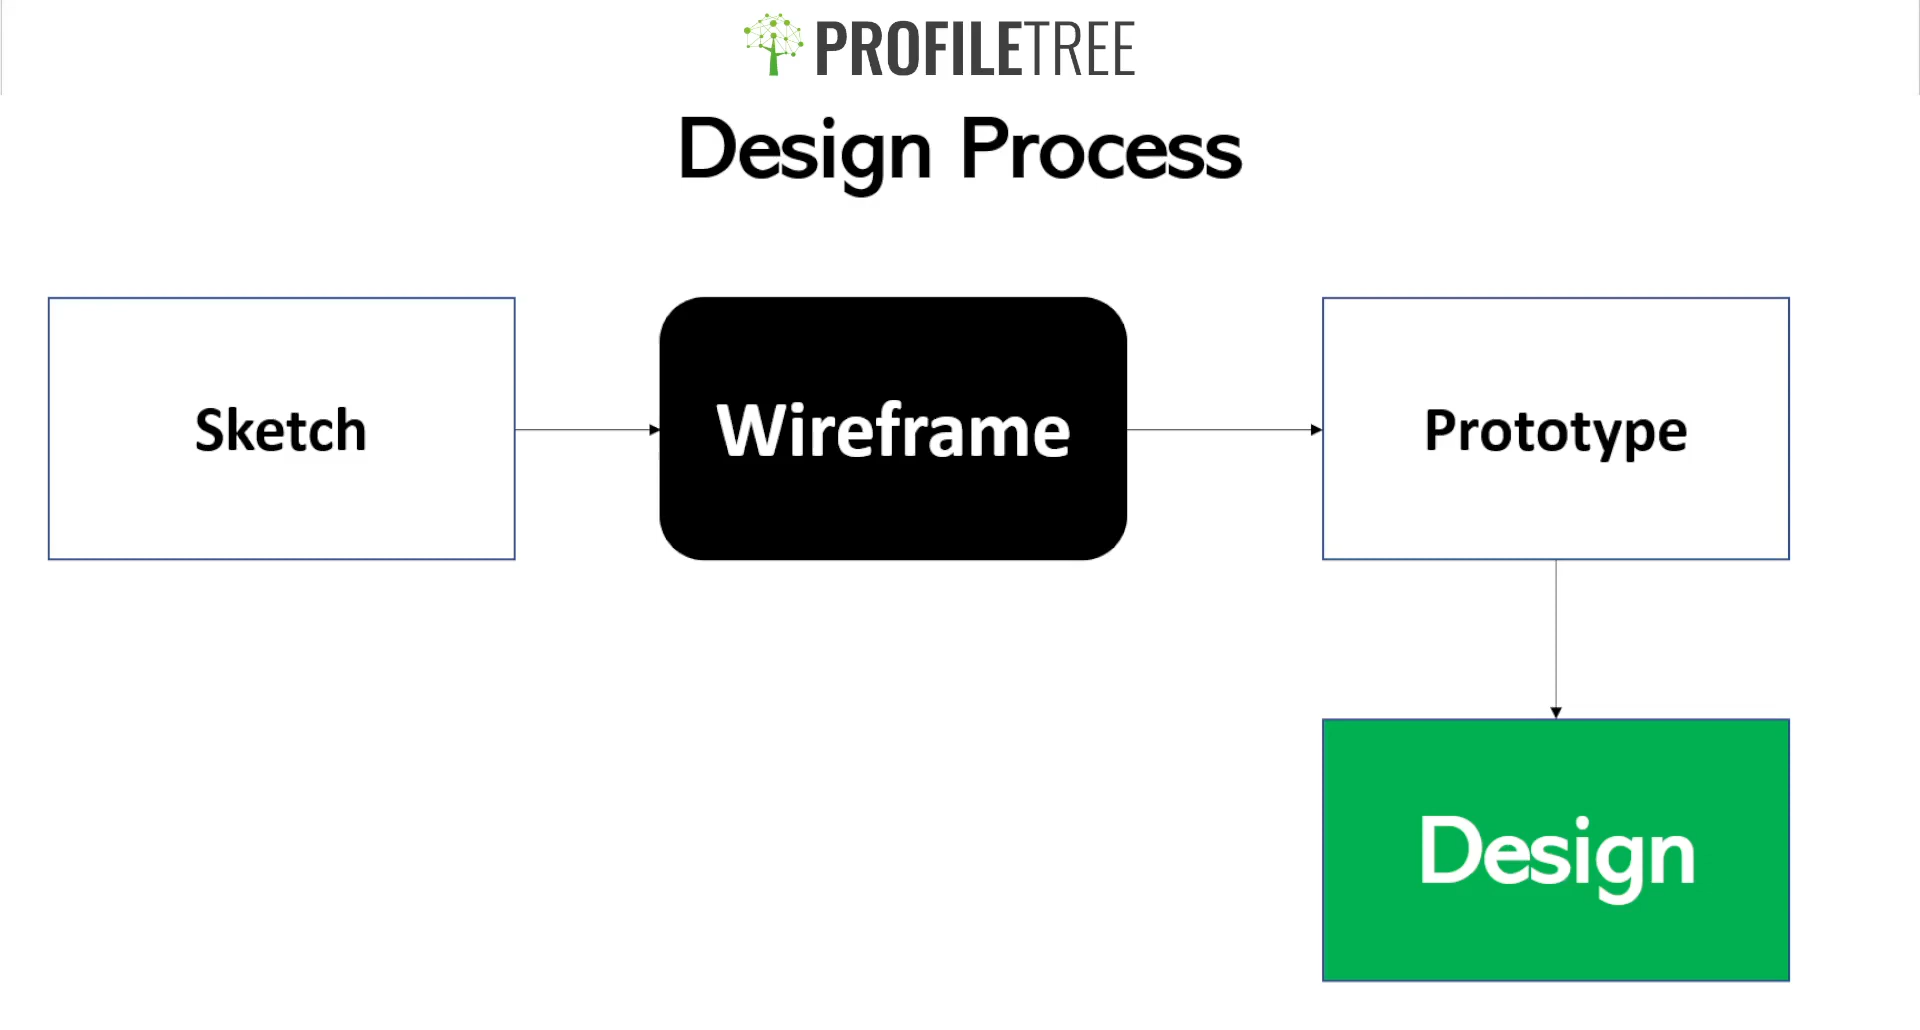 PROFILETREE
Design Process
Sketch
Wireframe
Prototype
Design